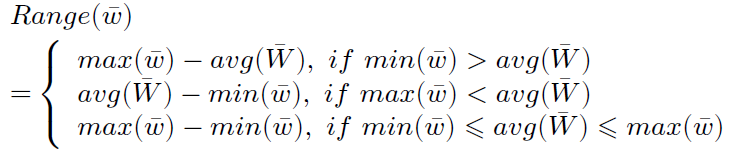 Range(w̄)
max(w̄) − avg(W̄), if min(w̄) > avg(W̄)
= { avg(W̄) − min(w̄), if max(w̄) < avg(W̄)
max(w̄) − min(w̄), if min(w̄) ⩽ avg(W̄) ⩽ max(w̄)